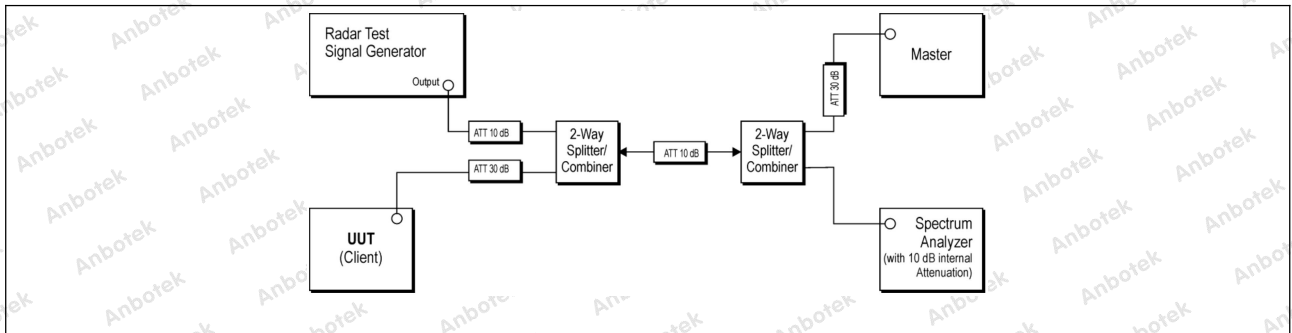 Radar Test
Signal Generator
Output
ATT 10 dB
ATT 30 dB
UUT
(Client)
2-Way
Splitter/
Combiner
ATT 10 dB
2-Way
Splitter/
Combiner
ATT 30 dB
Master
Spectrum
Analyzer
(with 10 dB internal
Attenuation)
Anbotek